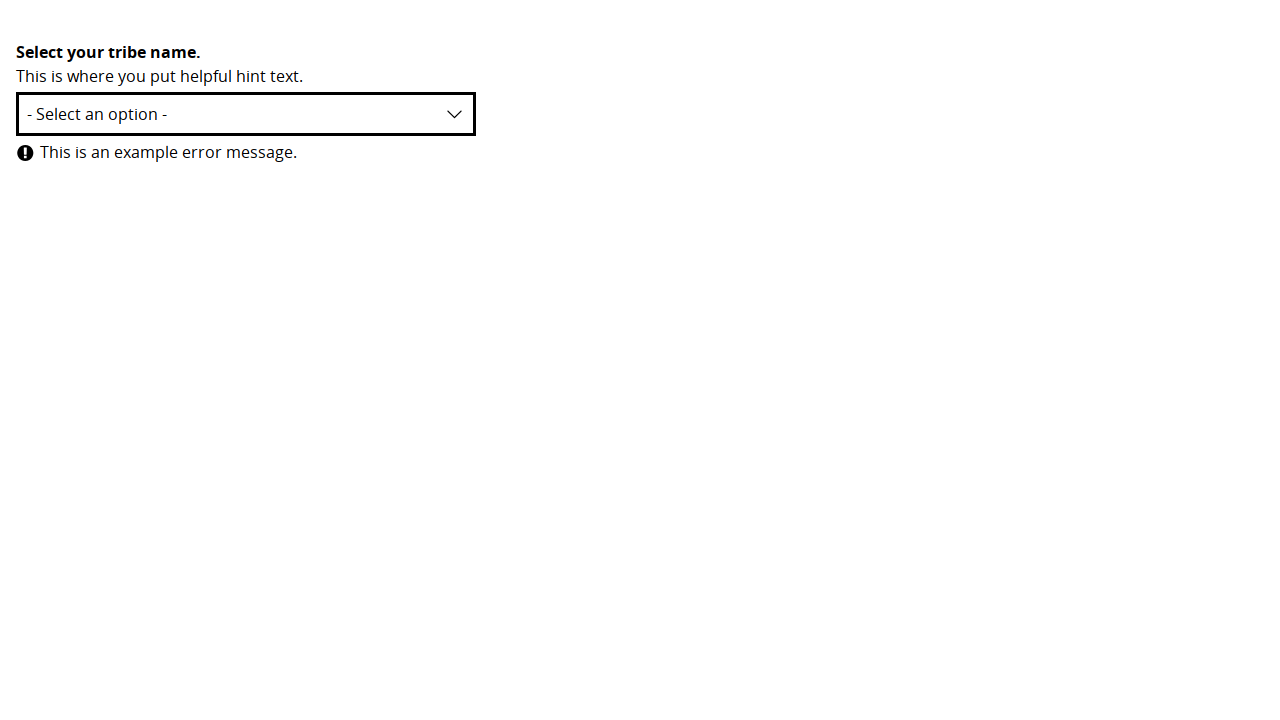 Select your tribe name.
This is where you put helpful hint text.
- Select an option -
This is an example error message.